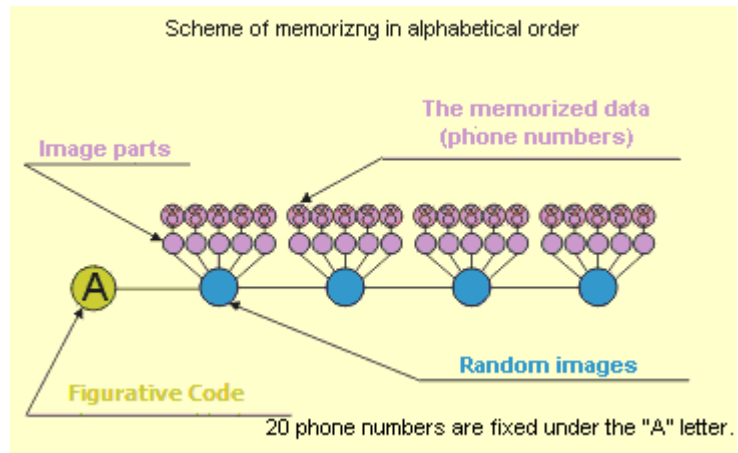 Scheme of memorizng in alphabetical order
The memorized data
(phone numbers)
Image parts
A
Random images
Figurative Code
20 phone numbers are fixed under the "A" letter.